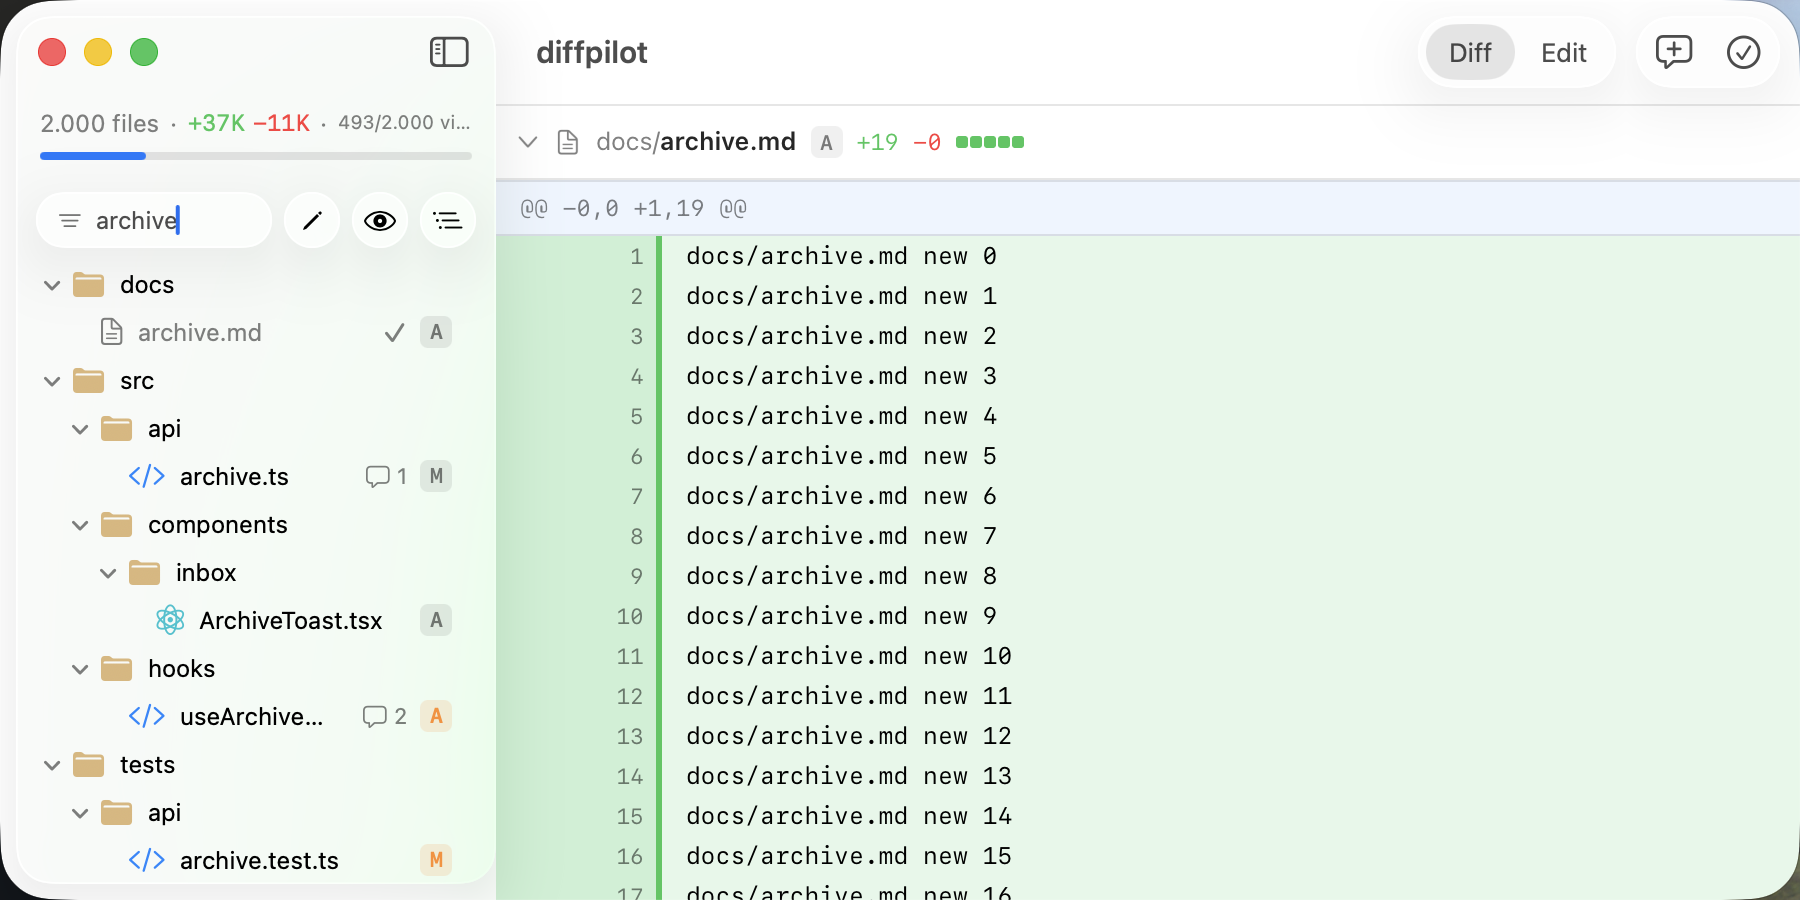 diffpilot
Diff Edit
2.000 files · +37K −11K · 493/2.000 vi...
archive
docs
archive.md A
src
api
archive.ts 1 M
components
inbox
ArchiveToast.tsx A
hooks
useArchive... 2 A
tests
api
archive.test.ts M
docs/archive.md A +19 −0
@@ −0,0 +1,19 @@
1 docs/archive.md new 0
2 docs/archive.md new 1
3 docs/archive.md new 2
4 docs/archive.md new 3
5 docs/archive.md new 4
6 docs/archive.md new 5
7 docs/archive.md new 6
8 docs/archive.md new 7
9 docs/archive.md new 8
10 docs/archive.md new 9
11 docs/archive.md new 10
12 docs/archive.md new 11
13 docs/archive.md new 12
14 docs/archive.md new 13
15 docs/archive.md new 14
16 docs/archive.md new 15
17 docs/archive.md new 16